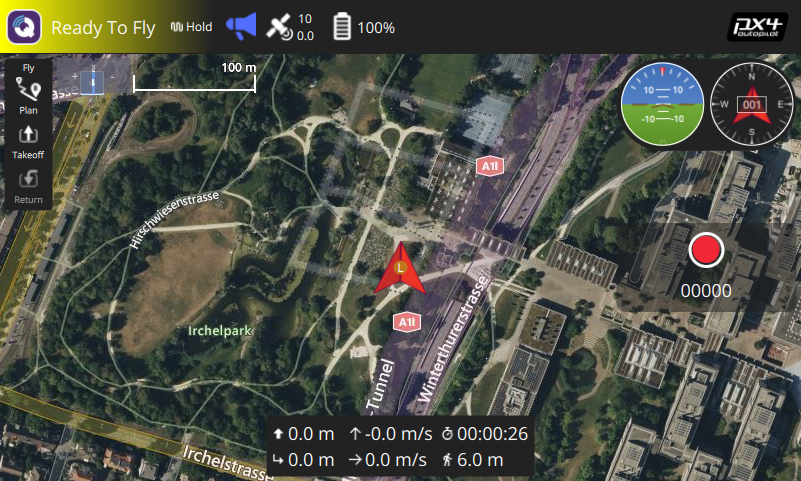 Ready To Fly
Hold
10
0.0
100%
px4
autopilot
Fly
Plan
Takeoff
Return
+
-
100 m
Hirschwiesenstrasse
A1l
L
A1l
Irchelpark
-Tunnel
Winterthurerstrasse
Irchelstrasse
10 10
-10 -10
N
W 001 E
S
00000
0.0 m -0.0 m/s 00:00:26
0.0 m 0.0 m/s 6.0 m